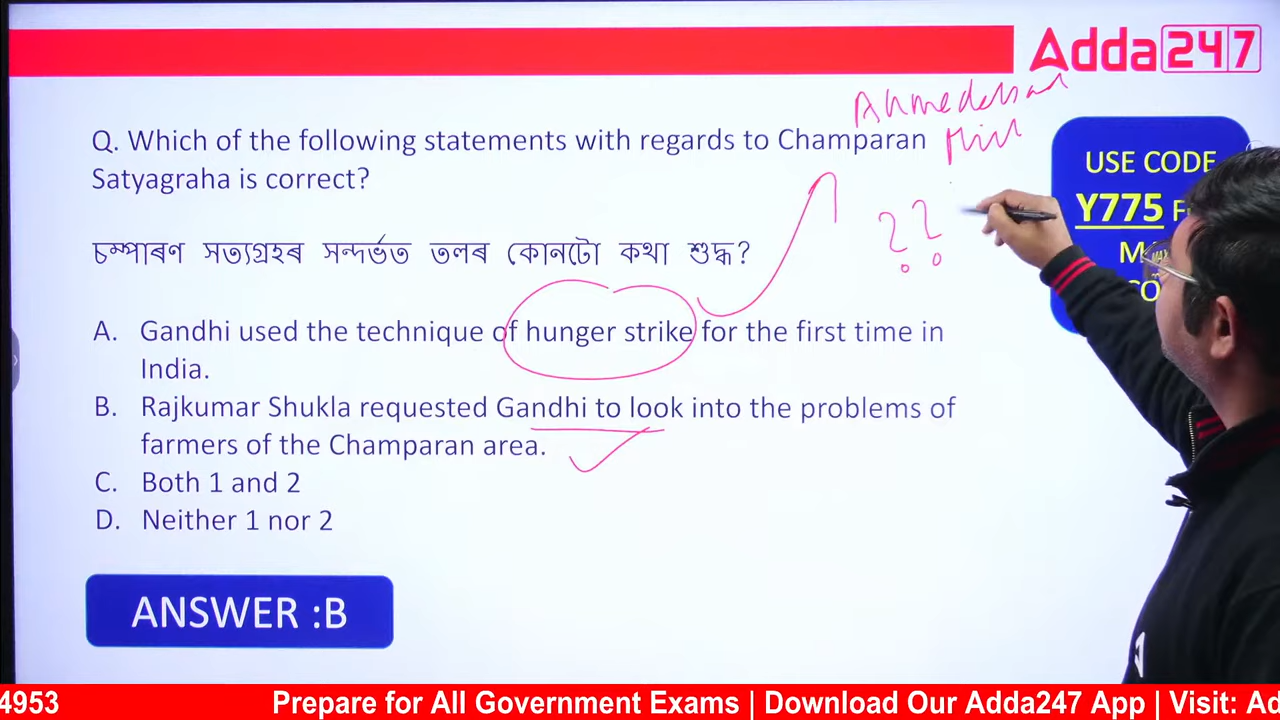 Adda247
Ahmedabad
Mill
Q. Which of the following statements with regards to Champaran
Satyagraha is correct?
USE CODE
Y775 F
M
CO
চম্পাৰণ সত্যগ্ৰহৰ সন্দৰ্ভত তলৰ কোনটো কথা শুদ্ধ?
??
A. Gandhi used the technique of hunger strike for the first time in
India.
B. Rajkumar Shukla requested Gandhi to look into the problems of
farmers of the Champaran area.
C. Both 1 and 2
D. Neither 1 nor 2
ANSWER :B
4953 Prepare for All Government Exams | Download Our Adda247 App | Visit: Ad